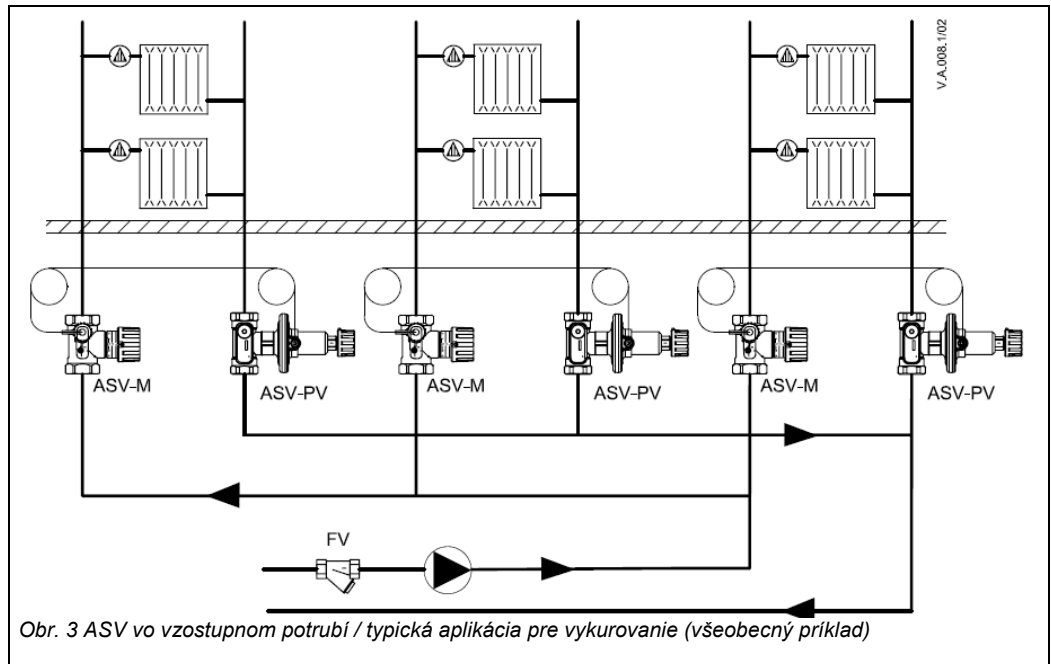 V.A.008.1/02
ASV-M
ASV-PV
ASV-M
ASV-PV
ASV-M
ASV-PV
FV
Obr. 3 ASV vo vzostupnom potrubí / typická aplikácia pre vykurovanie (všeobecný príklad)